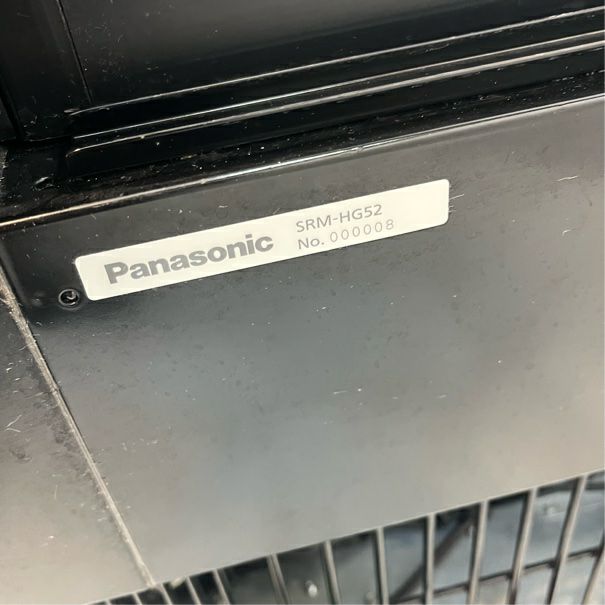 Panasonic
SRM-HG52
No. 000008